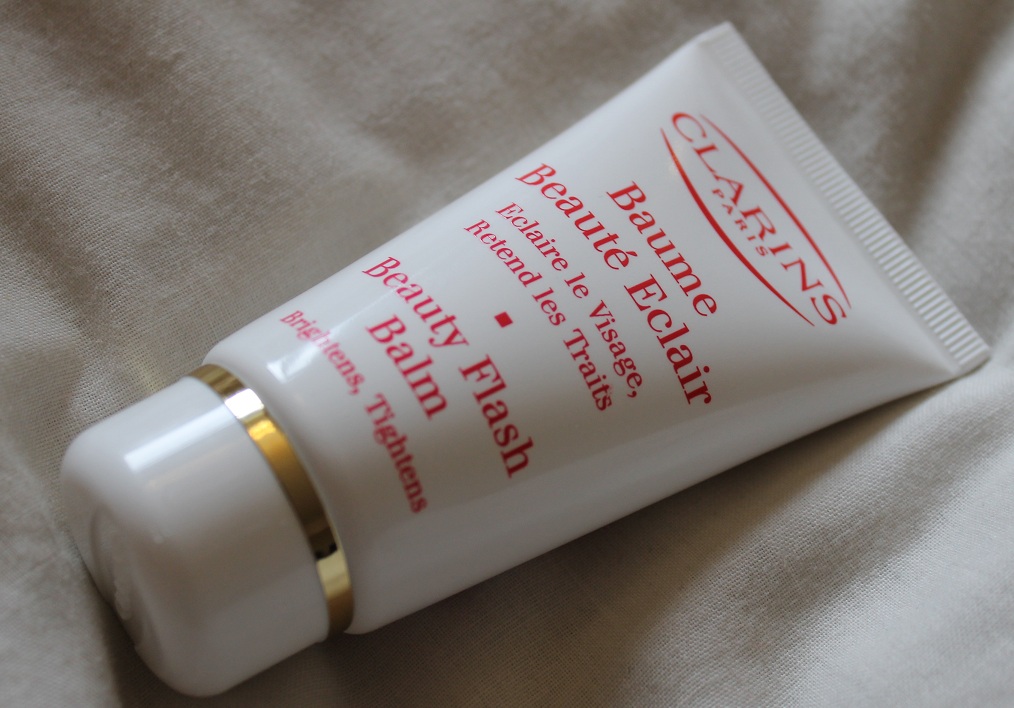 CLARINS
PARIS
Baume
Beauté Eclair
Eclaire le Visage,
Retend les Traits
Beauty Flash
Balm
Brightens, Tightens